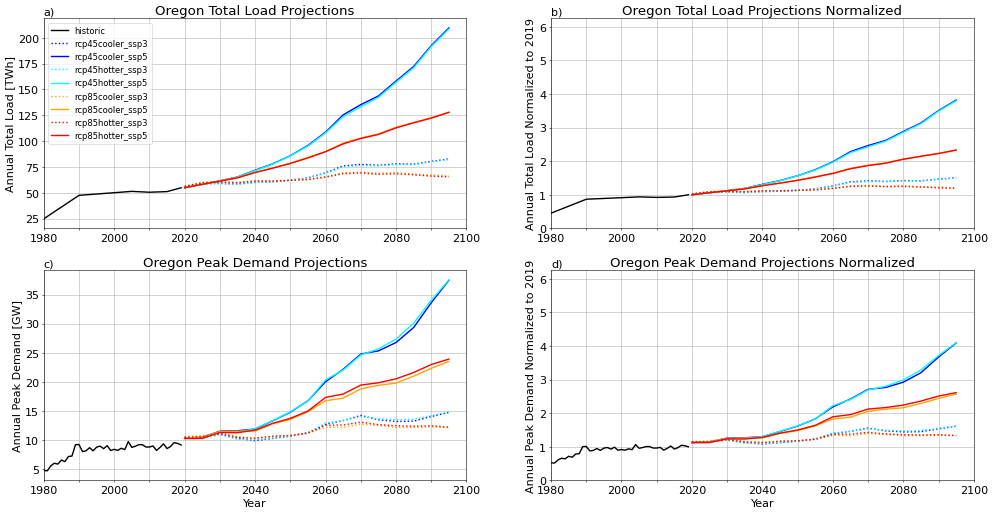 a)
Oregon Total Load Projections
Annual Total Load [TWh]
200
175
150
125
100
75
50
25
historic
rcp45cooler_ssp3
rcp45cooler_ssp5
rcp45hotter_ssp3
rcp45hotter_ssp5
rcp85cooler_ssp3
rcp85cooler_ssp5
rcp85hotter_ssp3
rcp85hotter_ssp5
1980 2000 2020 2040 2060 2080 2100
b)
Oregon Total Load Projections Normalized
Annual Total Load Normalized to 2019
6
5
4
3
2
1
0
1980 2000 2020 2040 2060 2080 2100
c)
Oregon Peak Demand Projections
Annual Peak Demand [GW]
35
30
25
20
15
10
5
1980 2000 2020 2040 2060 2080 2100
Year
d)
Oregon Peak Demand Projections Normalized
Annual Peak Demand Normalized to 2019
6
5
4
3
2
1
0
1980 2000 2020 2040 2060 2080 2100
Year